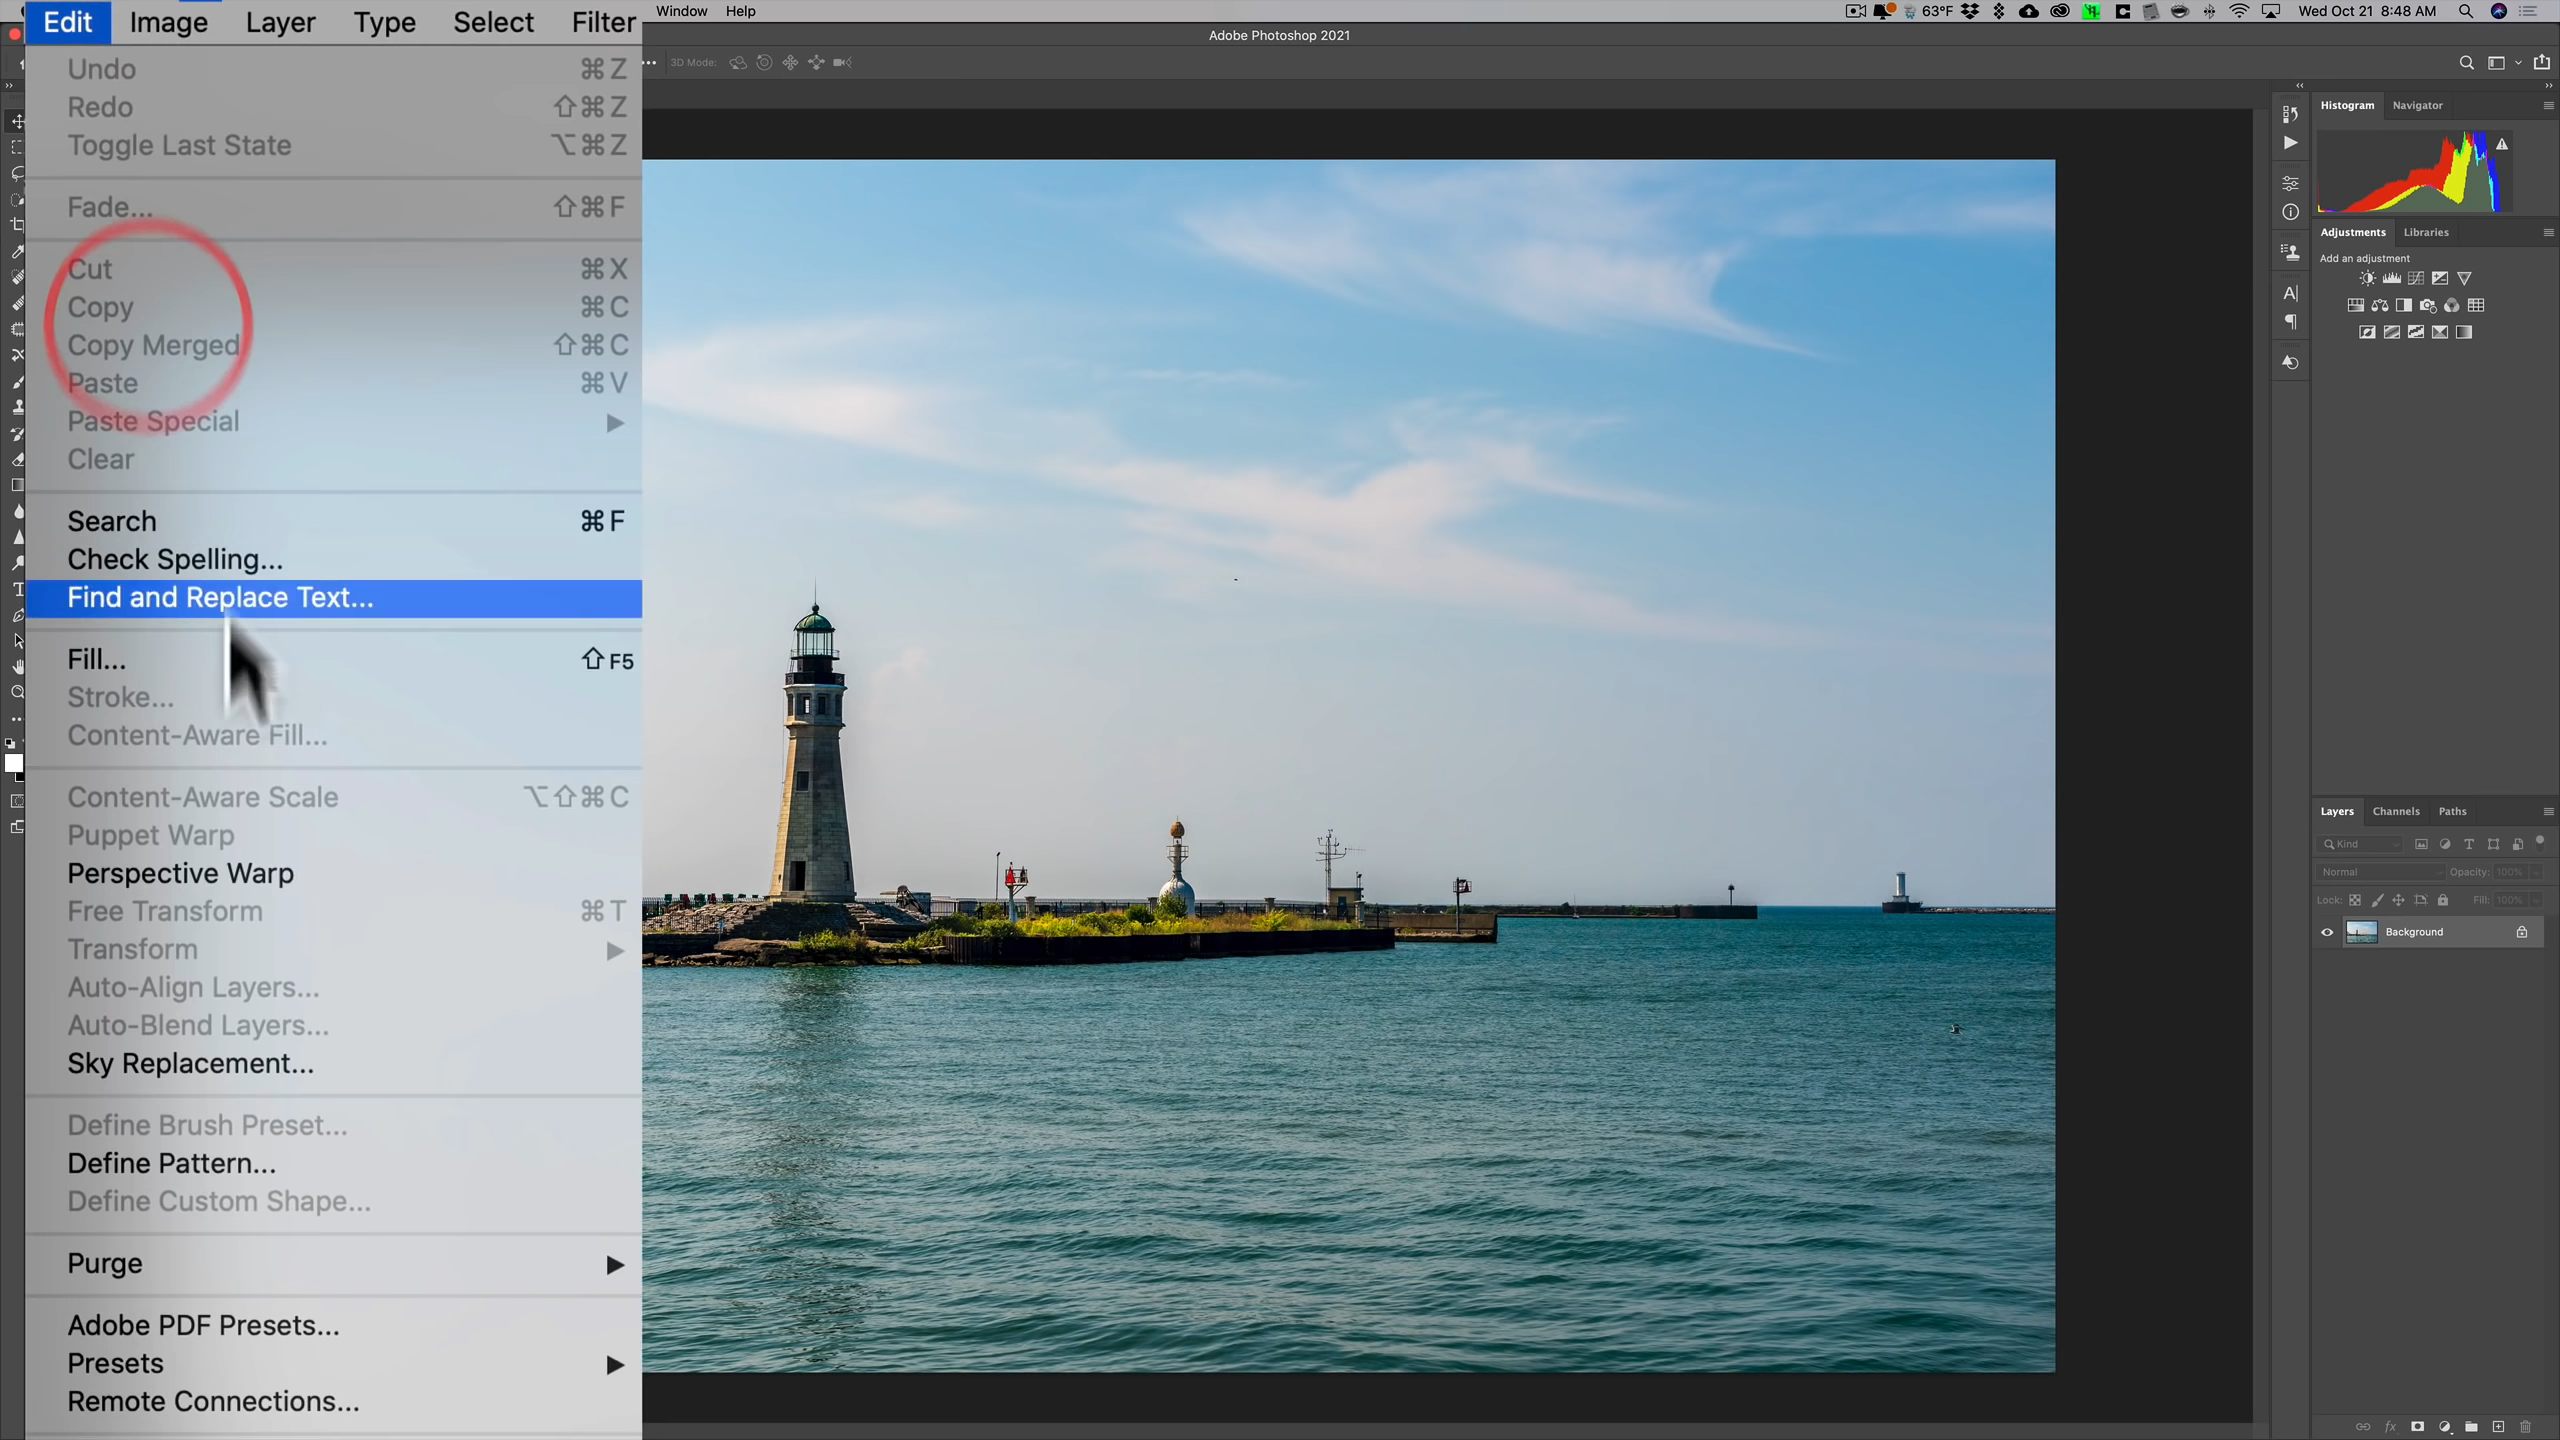 Edit Image Layer Type Select Filter Window Help 63°F Wed Oct 21 8:48 AM
Adobe Photoshop 2021
3D Mode:
Undo ⌘Z
Redo ⇧⌘Z
Toggle Last State ⌥⌘Z
Fade... ⇧⌘F
Cut ⌘X
Copy ⌘C
Copy Merged ⇧⌘C
Paste ⌘V
Paste Special
Clear
Search ⌘F
Check Spelling...
Find and Replace Text...
Fill... ⇧F5
Stroke...
Content-Aware Fill...
Content-Aware Scale ⌥⇧⌘C
Puppet Warp
Perspective Warp
Free Transform ⌘T
Transform
Auto-Align Layers...
Auto-Blend Layers...
Sky Replacement...
Define Brush Preset...
Define Pattern...
Define Custom Shape...
Purge
Adobe PDF Presets...
Presets
Remote Connections...
Histogram Navigator
Adjustments Libraries
Add an adjustment
Layers Channels Paths
Kind
Normal Opacity: 100%
Lock: Fill: 100%
Background
fx